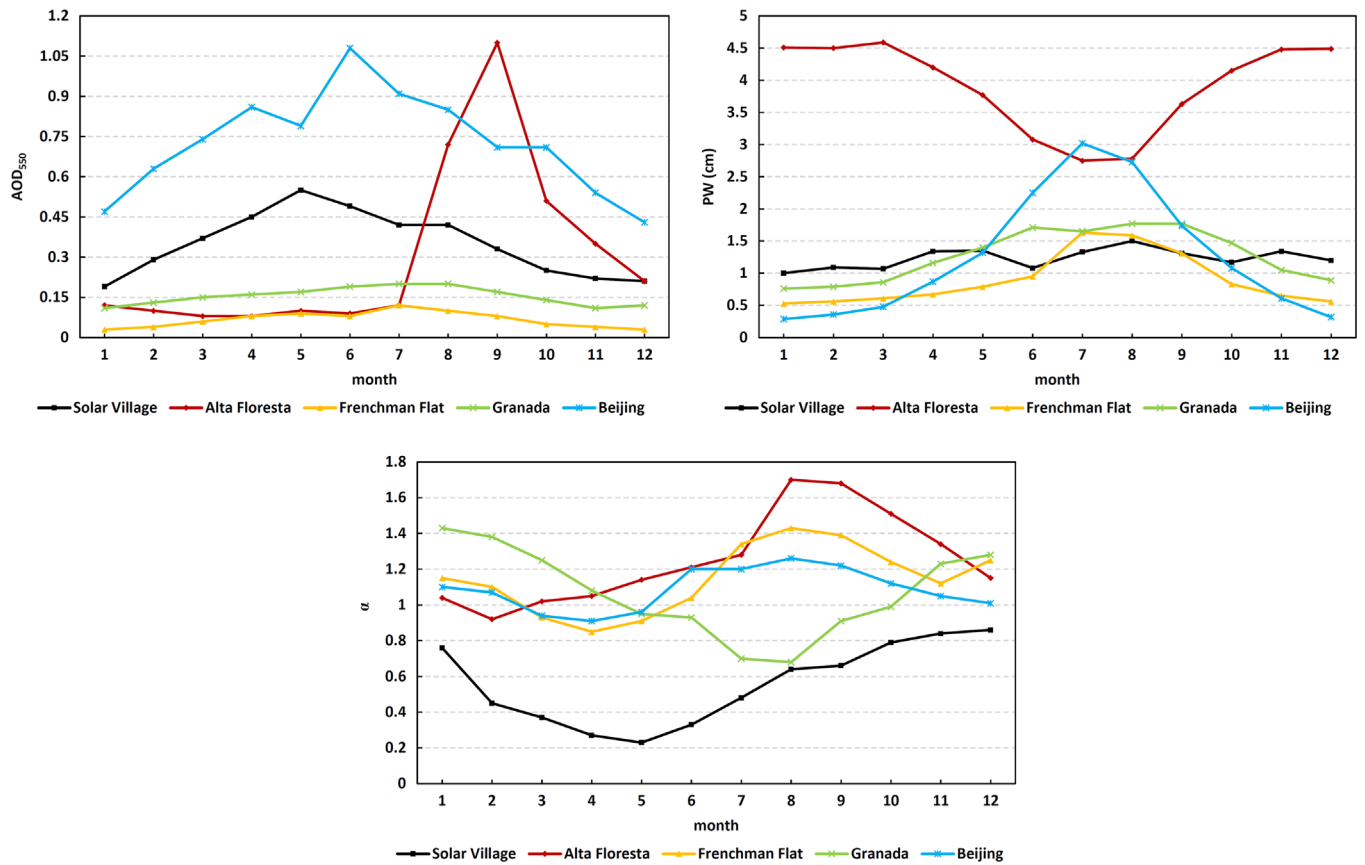 1.2
1.05
0.9
0.75
0.6
0.45
0.3
0.15
0
AOD550
1 2 3 4 5 6 7 8 9 10 11 12
month
Solar Village Alta Floresta Frenchman Flat Granada Beijing
5
4.5
4
3.5
3
2.5
2
1.5
1
0.5
0
PW (cm)
1 2 3 4 5 6 7 8 9 10 11 12
month
Solar Village Alta Floresta Frenchman Flat Granada Beijing
1.8
1.6
1.4
1.2
1
0.8
0.6
0.4
0.2
0
α
1 2 3 4 5 6 7 8 9 10 11 12
month
Solar Village Alta Floresta Frenchman Flat Granada Beijing